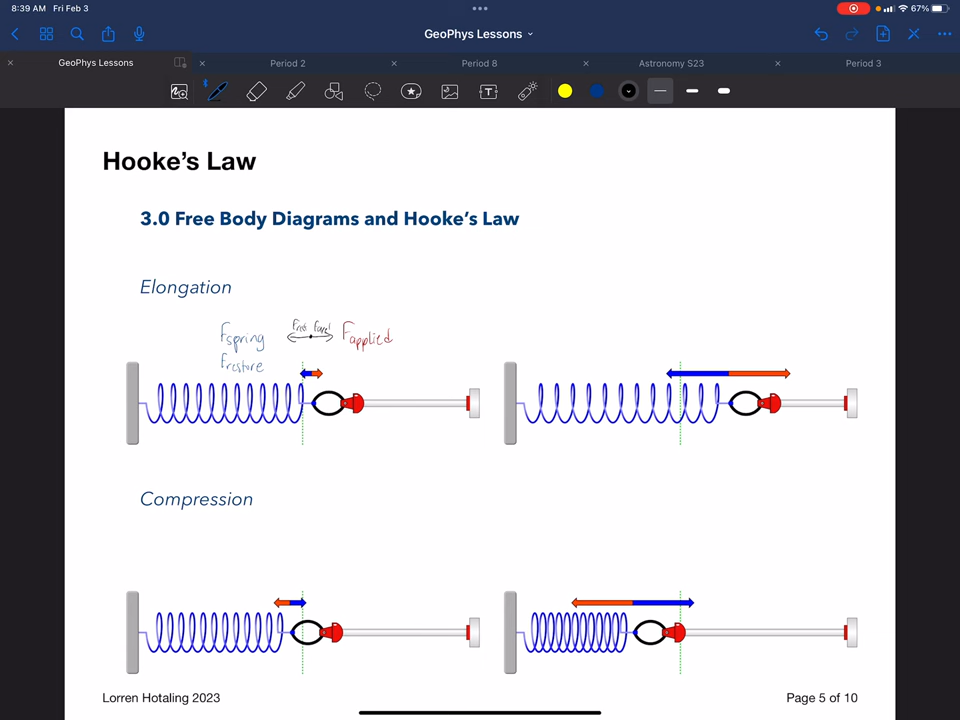 8:39 AM Fri Feb 3
67%
GeoPhys Lessons
GeoPhys Lessons
Period 2
Period 8
Astronomy S23
Period 3
T
Hooke's Law
3.0 Free Body Diagrams and Hooke's Law
Elongation
Fspring
Fapplied
Frestore
Compression
Lorren Hotaling 2023
Page 5 of 10